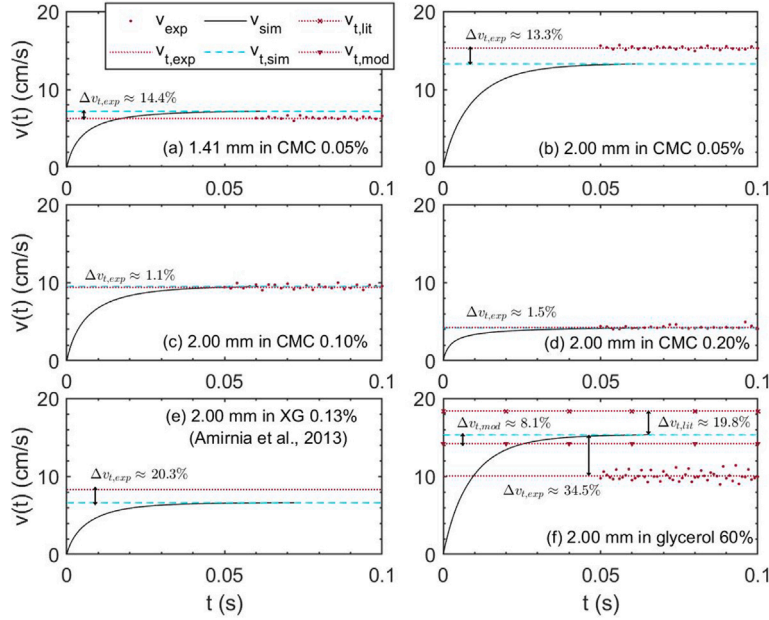 v_exp v_sim v_t,lit
v_t,exp v_t,sim v_t,mod
20
10
0
0 0.05 0.1
v(t) (cm/s)
Δv_t,exp ≈ 14.4%
(a) 1.41 mm in CMC 0.05%
20
10
0
0 0.05 0.1
Δv_t,exp ≈ 13.3%
(b) 2.00 mm in CMC 0.05%
20
10
0
0 0.05 0.1
v(t) (cm/s)
Δv_t,exp ≈ 1.1%
(c) 2.00 mm in CMC 0.10%
20
10
0
0 0.05 0.1
Δv_t,exp ≈ 1.5%
(d) 2.00 mm in CMC 0.20%
20
10
0
0 0.05 0.1
v(t) (cm/s)
t (s)
(e) 2.00 mm in XG 0.13%
(Amirnia et al., 2013)
Δv_t,exp ≈ 20.3%
20
10
0
0 0.05 0.1
t (s)
Δv_t,mod ≈ 8.1%
Δv_t,lit ≈ 19.8%
Δv_t,exp ≈ 34.5%
(f) 2.00 mm in glycerol 60%